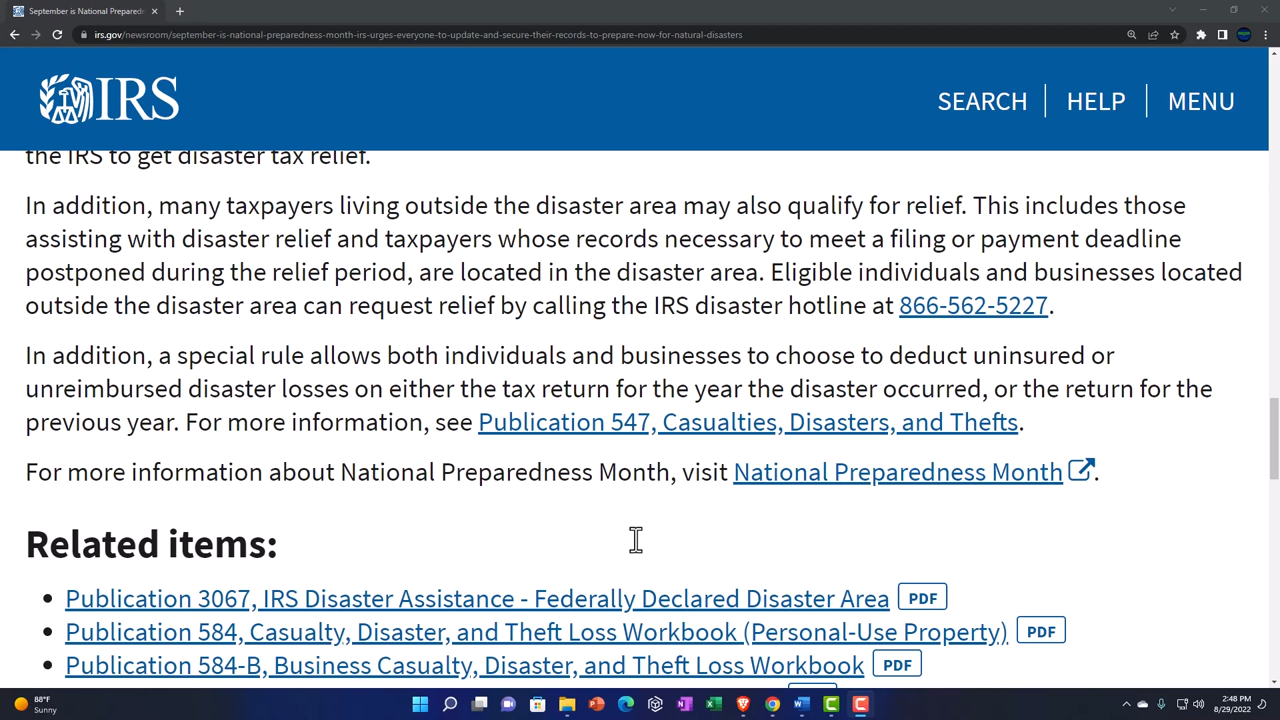 September is National Prepared
irs.gov/newsroom/september-is-national-preparedness-month-irs-urges-everyone-to-update-and-secure-their-records-to-prepare-now-for-natural-disasters
IRS
SEARCH
HELP
MENU
the IRS to get disaster tax relief.
In addition, many taxpayers living outside the disaster area may also qualify for relief. This includes those
assisting with disaster relief and taxpayers whose records necessary to meet a filing or payment deadline
postponed during the relief period, are located in the disaster area. Eligible individuals and businesses located
outside the disaster area can request relief by calling the IRS disaster hotline at 866-562-5227.
In addition, a special rule allows both individuals and businesses to choose to deduct uninsured or
unreimbursed disaster losses on either the tax return for the year the disaster occurred, or the return for the
previous year. For more information, see Publication 547, Casualties, Disasters, and Thefts.
For more information about National Preparedness Month, visit National Preparedness Month.
Related items:
• Publication 3067, IRS Disaster Assistance - Federally Declared Disaster Area PDF
• Publication 584, Casualty, Disaster, and Theft Loss Workbook (Personal-Use Property) PDF
• Publication 584-B, Business Casualty, Disaster, and Theft Loss Workbook PDF
88°F
Sunny
2:48 PM
8/29/2022